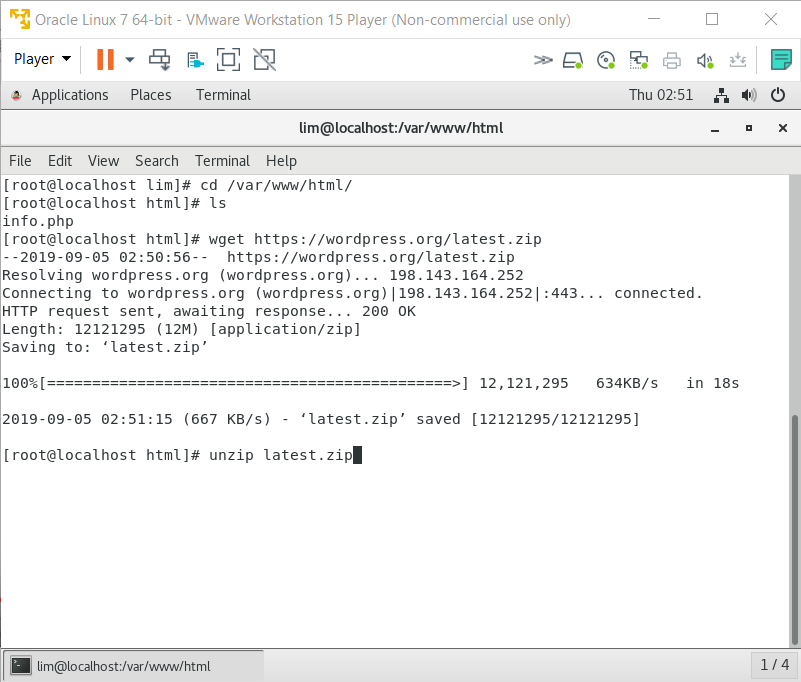 Oracle Linux 7 64-bit - VMware Workstation 15 Player (Non-commercial use only)
Player
Applications Places Terminal Thu 02:51
lim@localhost:/var/www/html
File Edit View Search Terminal Help
[root@localhost lim]# cd /var/www/html/
[root@localhost html]# ls
info.php
[root@localhost html]# wget https://wordpress.org/latest.zip
--2019-09-05 02:50:56--  https://wordpress.org/latest.zip
Resolving wordpress.org (wordpress.org)... 198.143.164.252
Connecting to wordpress.org (wordpress.org)|198.143.164.252|:443... connected.
HTTP request sent, awaiting response... 200 OK
Length: 12121295 (12M) [application/zip]
Saving to: ‘latest.zip’
100%[=============================================>] 12,121,295   634KB/s   in 18s
2019-09-05 02:51:15 (667 KB/s) - ‘latest.zip’ saved [12121295/12121295]
[root@localhost html]# unzip latest.zip
lim@localhost:/var/www/html
1 / 4